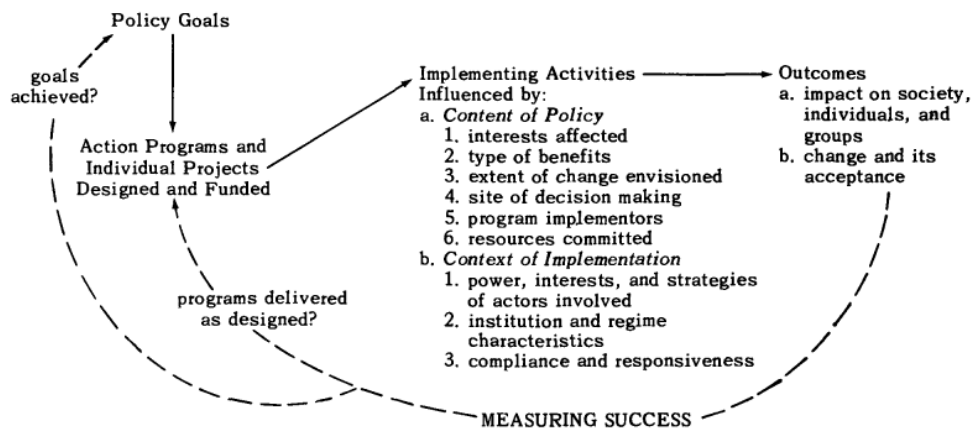 Policy Goals
goals
achieved?
Action Programs and
Individual Projects
Designed and Funded
programs delivered
as designed?
Implementing Activities
Influenced by:
a. Content of Policy
1. interests affected
2. type of benefits
3. extent of change envisioned
4. site of decision making
5. program implementors
6. resources committed
b. Context of Implementation
1. power, interests, and strategies
of actors involved
2. institution and regime
characteristics
3. compliance and responsiveness
Outcomes
a. impact on society,
individuals, and
groups
b. change and its
acceptance
MEASURING SUCCESS